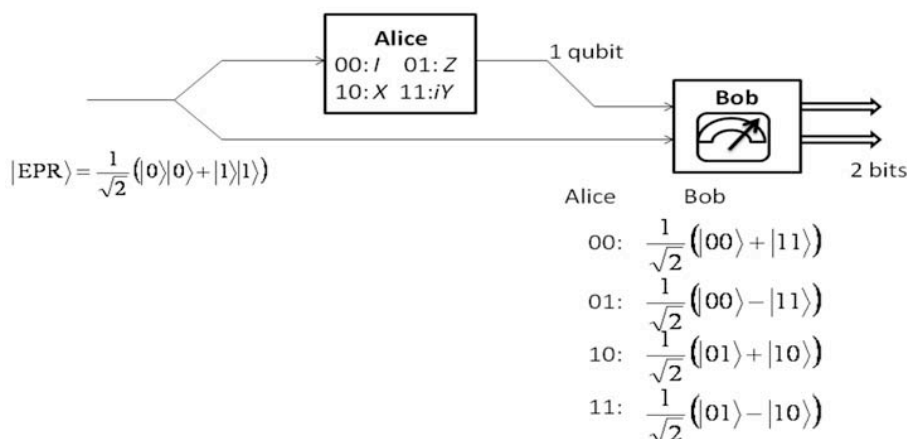 Alice
00: I 01: Z
10: X 11:iY
1 qubit
Bob
|EPR⟩ = 1/√2 (|0⟩|0⟩+|1⟩|1⟩)
2 bits
Alice Bob
00: 1/√2 (|00⟩+|11⟩)
01: 1/√2 (|00⟩−|11⟩)
10: 1/√2 (|01⟩+|10⟩)
11: 1/√2 (|01⟩−|10⟩)